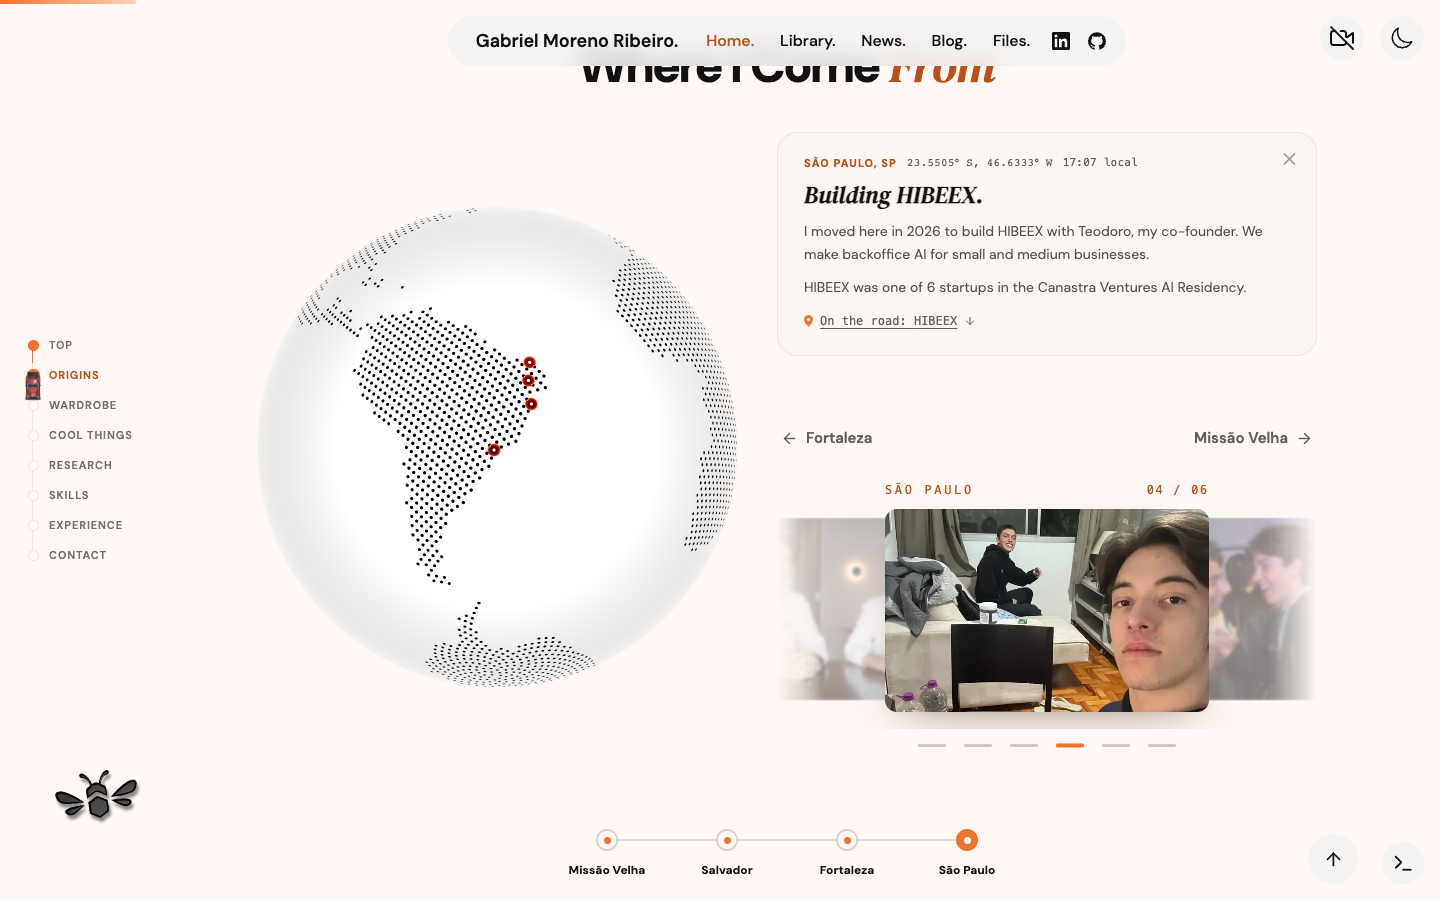 Gabriel Moreno Ribeiro.
Home.
Library.
News.
Blog.
Files.
Where I Come From
SÃO PAULO, SP 23.5505° S, 46.6333° W 17:07 local
Building HIBEEX.
I moved here in 2026 to build HIBEEX with Teodoro, my co-founder. We
make backoffice AI for small and medium businesses.
HIBEEX was one of 6 startups in the Canastra Ventures AI Residency.
On the road: HIBEEX ↓
TOP
ORIGINS
WARDROBE
COOL THINGS
RESEARCH
SKILLS
EXPERIENCE
CONTACT
← Fortaleza
Missão Velha →
SÃO PAULO
04 / 06
Missão Velha
Salvador
Fortaleza
São Paulo